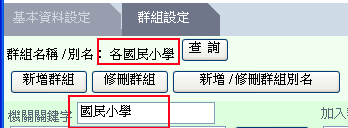 基本資料設定 群組設定
群組名稱 /別名： 各國民小學 查 詢
新增群組 修刪群組 新增 /修刪群組別名
機關關鍵字 國民小學 加入